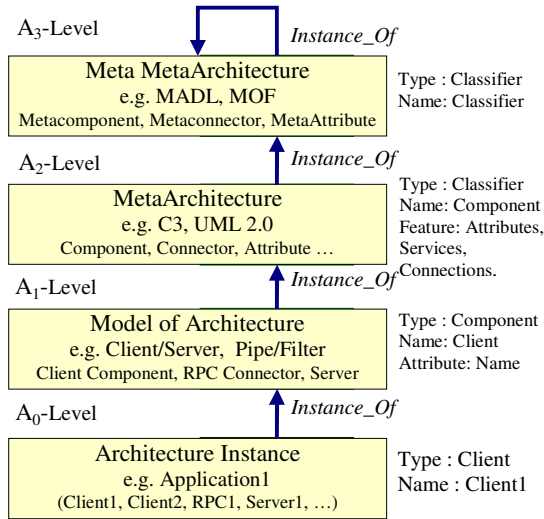 A3-Level
Instance_Of
Meta MetaArchitecture
e.g. MADL, MOF
Metacomponent, Metaconnector, MetaAttribute
Type : Classifier
Name: Classifier
A2-Level
Instance_Of
MetaArchitecture
e.g. C3, UML 2.0
Component, Connector, Attribute …
Type : Classifier
Name: Component
Feature: Attributes,
Services,
Connections.
A1-Level
Instance_Of
Model of Architecture
e.g. Client/Server, Pipe/Filter
Client Component, RPC Connector, Server
Type : Component
Name: Client
Attribute: Name
A0-Level
Instance_Of
Architecture Instance
e.g. Application1
(Client1, Client2, RPC1, Server1, …)
Type : Client
Name : Client1